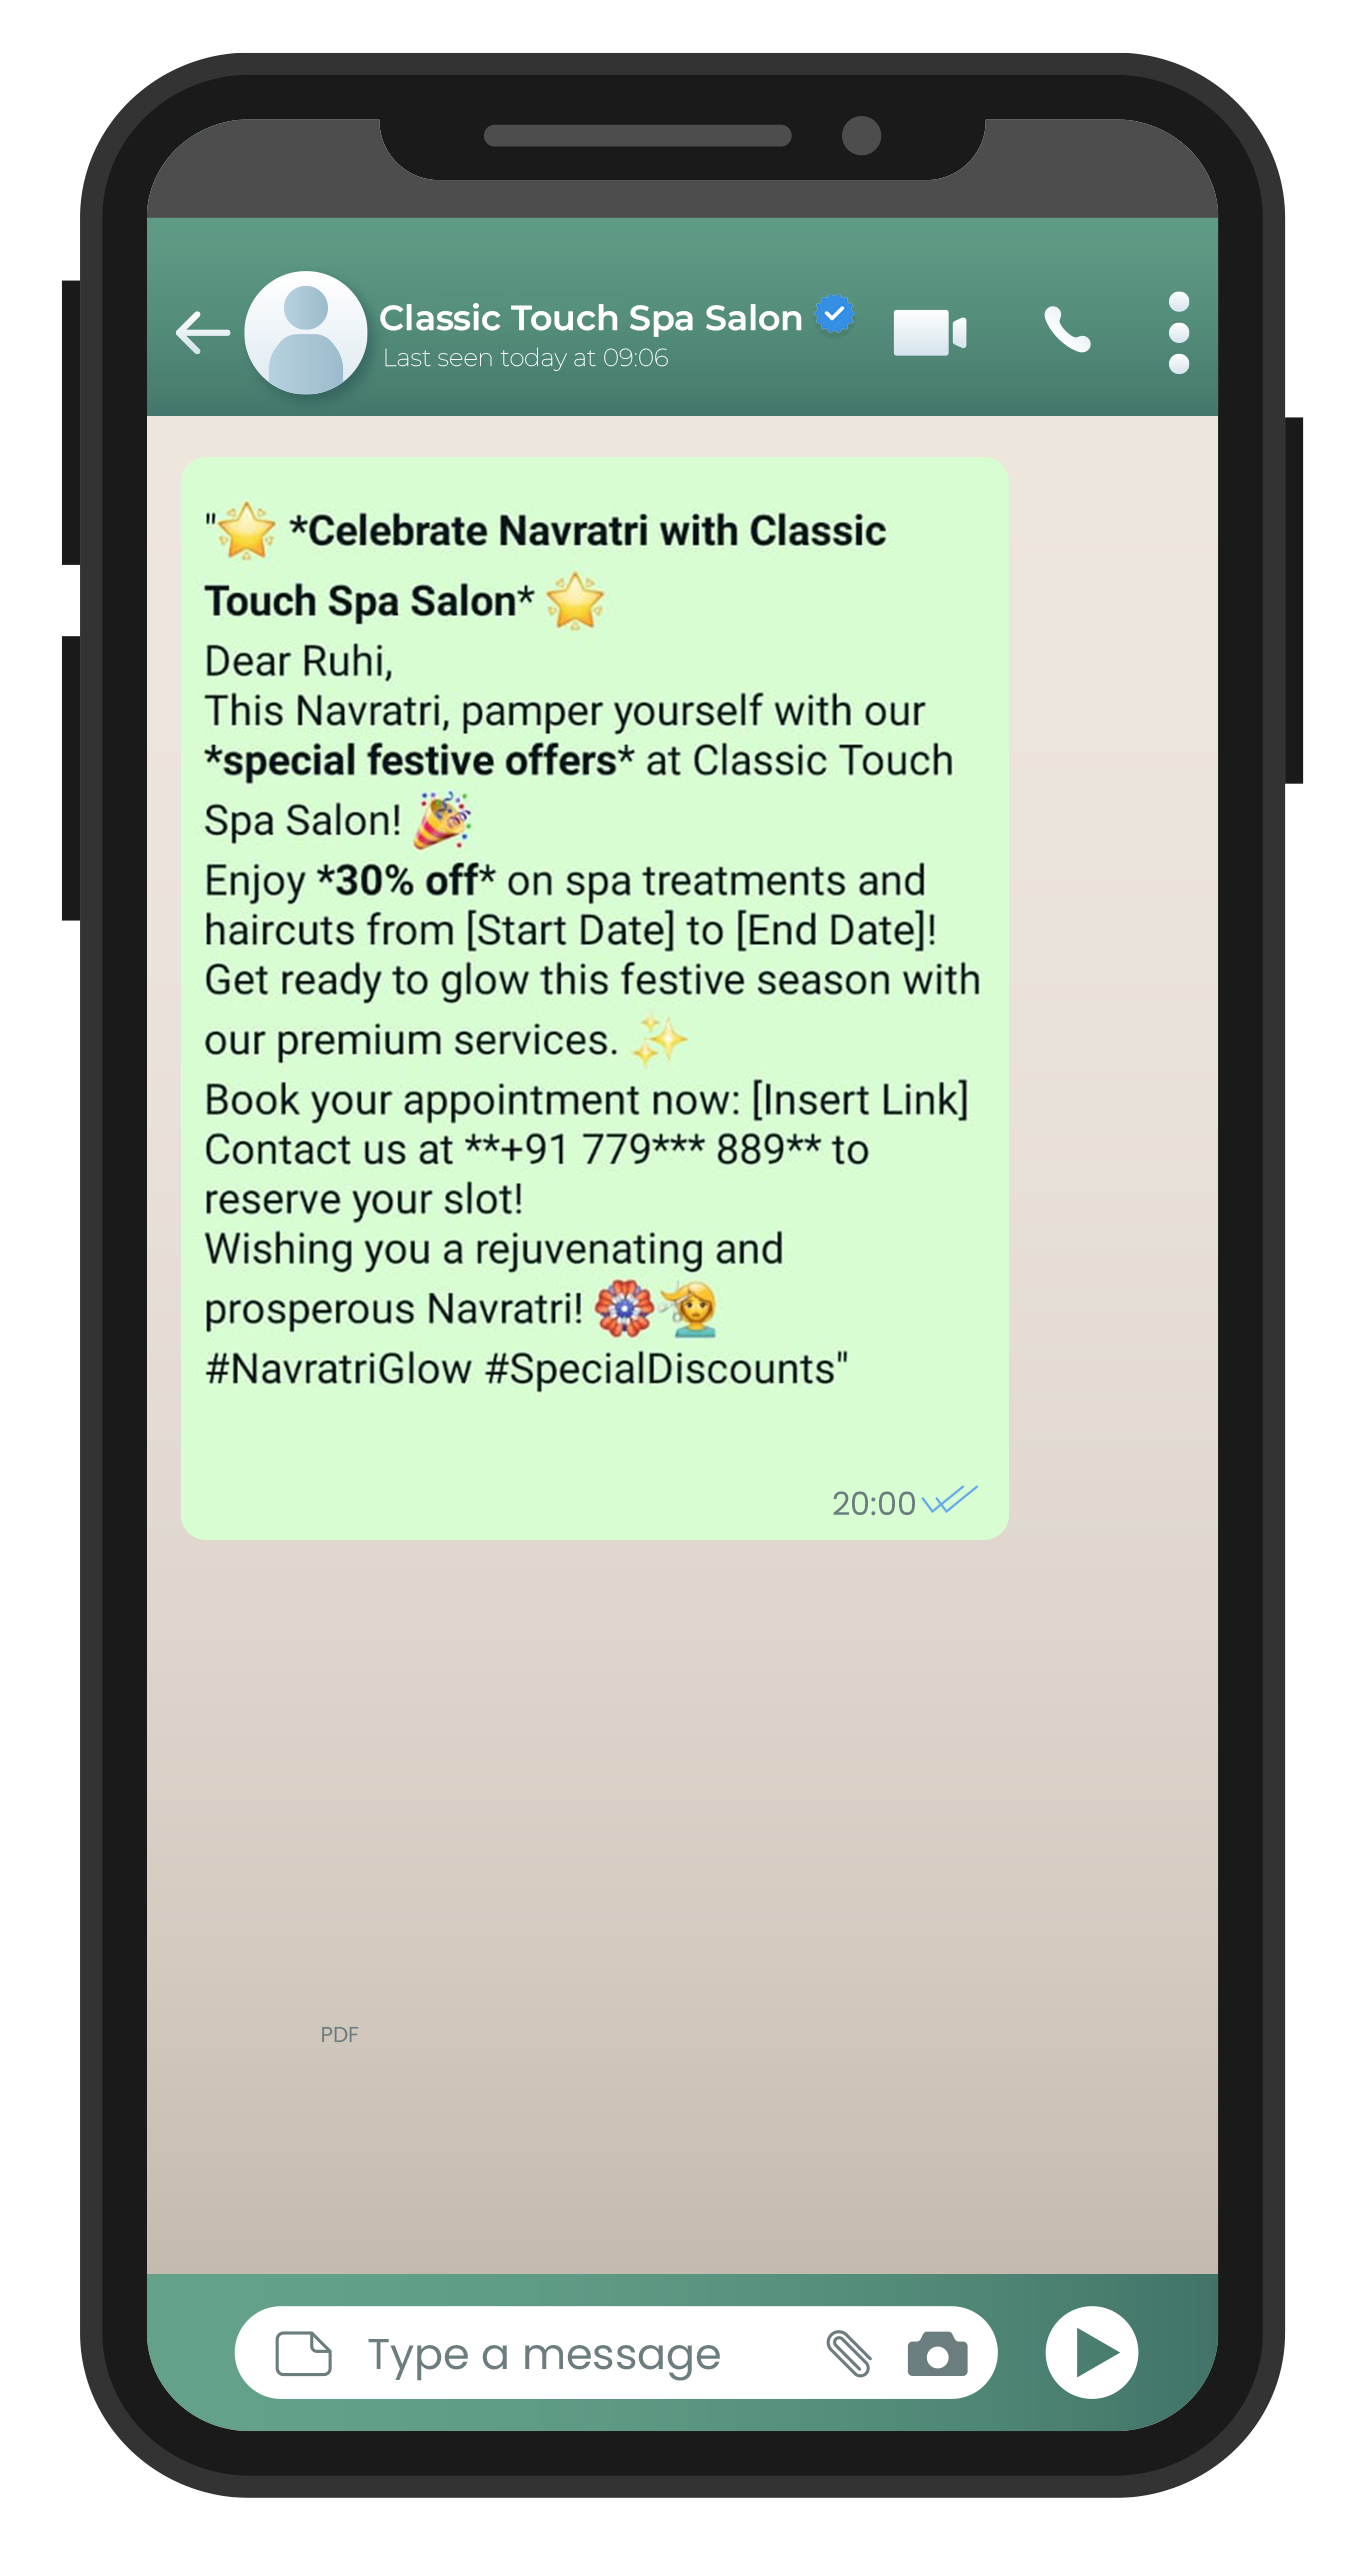 Classic Touch Spa Salon
Last seen today at 09:06
"🌟 *Celebrate Navratri with Classic
Touch Spa Salon* 🌟
Dear Ruhi,
This Navratri, pamper yourself with our
*special festive offers* at Classic Touch
Spa Salon! 🎉
Enjoy *30% off* on spa treatments and
haircuts from [Start Date] to [End Date]!
Get ready to glow this festive season with
our premium services. ✨
Book your appointment now: [Insert Link]
Contact us at **+91 779*** 889** to
reserve your slot!
Wishing you a rejuvenating and
prosperous Navratri! 🏵️💇‍♀️
#NavratriGlow #SpecialDiscounts"
20:00
PDF
Type a message